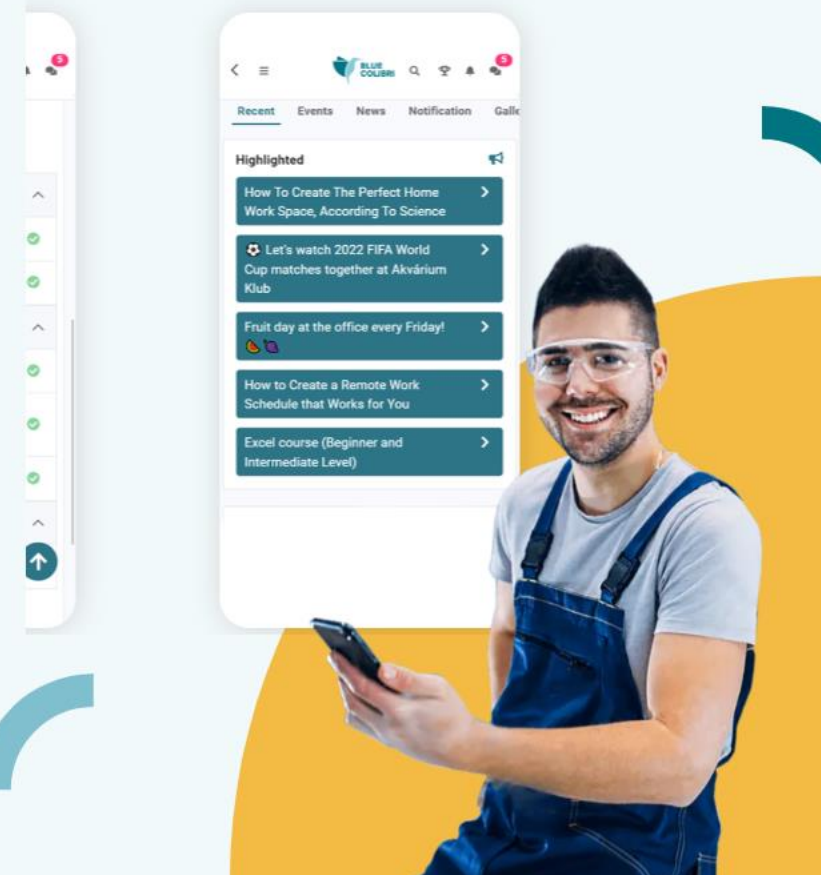 5
BLUE
COLIBRI
5
Recent Events News Notification Galle
Highlighted
How To Create The Perfect Home
Work Space, According To Science
⚽ Let's watch 2022 FIFA World
Cup matches together at Akvárium
Klub
Fruit day at the office every Friday!
🍉🍆
How to Create a Remote Work
Schedule that Works for You
Excel course (Beginner and
Intermediate Level)